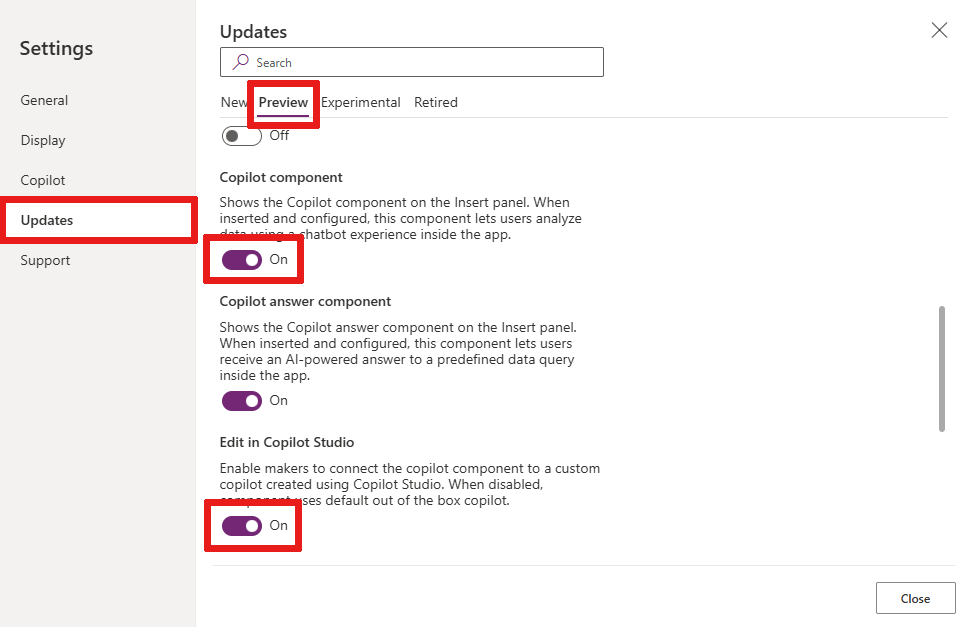 Settings
General
Display
Copilot
Updates
Support
Updates
Search
New Preview Experimental Retired
Off
Copilot component
Shows the Copilot component on the Insert panel. When
inserted and configured, this component lets users analyze
data using a chatbot experience inside the app.
On
Copilot answer component
Shows the Copilot answer component on the Insert panel.
When inserted and configured, this component lets users
receive an AI-powered answer to a predefined data query
inside the app.
On
Edit in Copilot Studio
Enable makers to connect the copilot component to a custom
copilot created using Copilot Studio. When disabled,
component uses default out of the box copilot.
On
Close